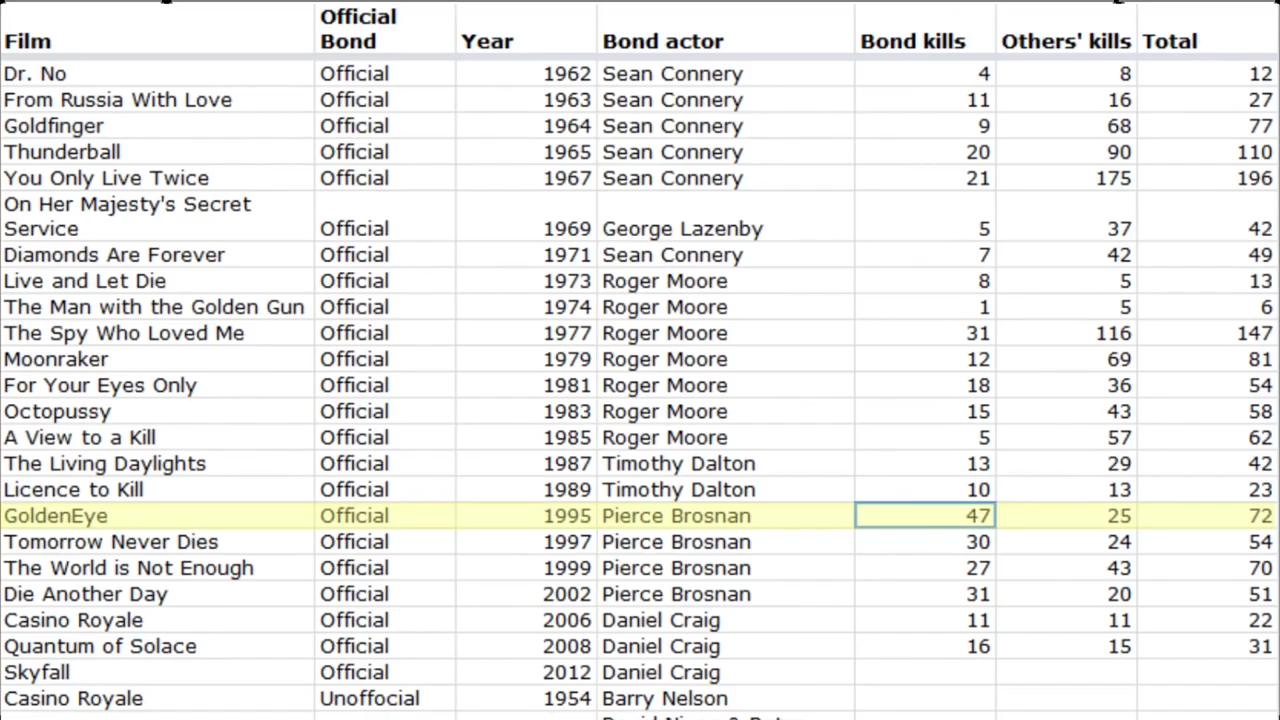 Film Official Bond Year Bond actor Bond kills Others' kills Total
Dr. No Official 1962 Sean Connery 4 8 12
From Russia With Love Official 1963 Sean Connery 11 16 27
Goldfinger Official 1964 Sean Connery 9 68 77
Thunderball Official 1965 Sean Connery 20 90 110
You Only Live Twice Official 1967 Sean Connery 21 175 196
On Her Majesty's Secret
Service Official 1969 George Lazenby 5 37 42
Diamonds Are Forever Official 1971 Sean Connery 7 42 49
Live and Let Die Official 1973 Roger Moore 8 5 13
The Man with the Golden Gun Official 1974 Roger Moore 1 5 6
The Spy Who Loved Me Official 1977 Roger Moore 31 116 147
Moonraker Official 1979 Roger Moore 12 69 81
For Your Eyes Only Official 1981 Roger Moore 18 36 54
Octopussy Official 1983 Roger Moore 15 43 58
A View to a Kill Official 1985 Roger Moore 5 57 62
The Living Daylights Official 1987 Timothy Dalton 13 29 42
Licence to Kill Official 1989 Timothy Dalton 10 13 23
GoldenEye Official 1995 Pierce Brosnan 47 25 72
Tomorrow Never Dies Official 1997 Pierce Brosnan 30 24 54
The World is Not Enough Official 1999 Pierce Brosnan 27 43 70
Die Another Day Official 2002 Pierce Brosnan 31 20 51
Casino Royale Official 2006 Daniel Craig 11 11 22
Quantum of Solace Official 2008 Daniel Craig 16 15 31
Skyfall Official 2012 Daniel Craig
Casino Royale Unoffocial 1954 Barry Nelson